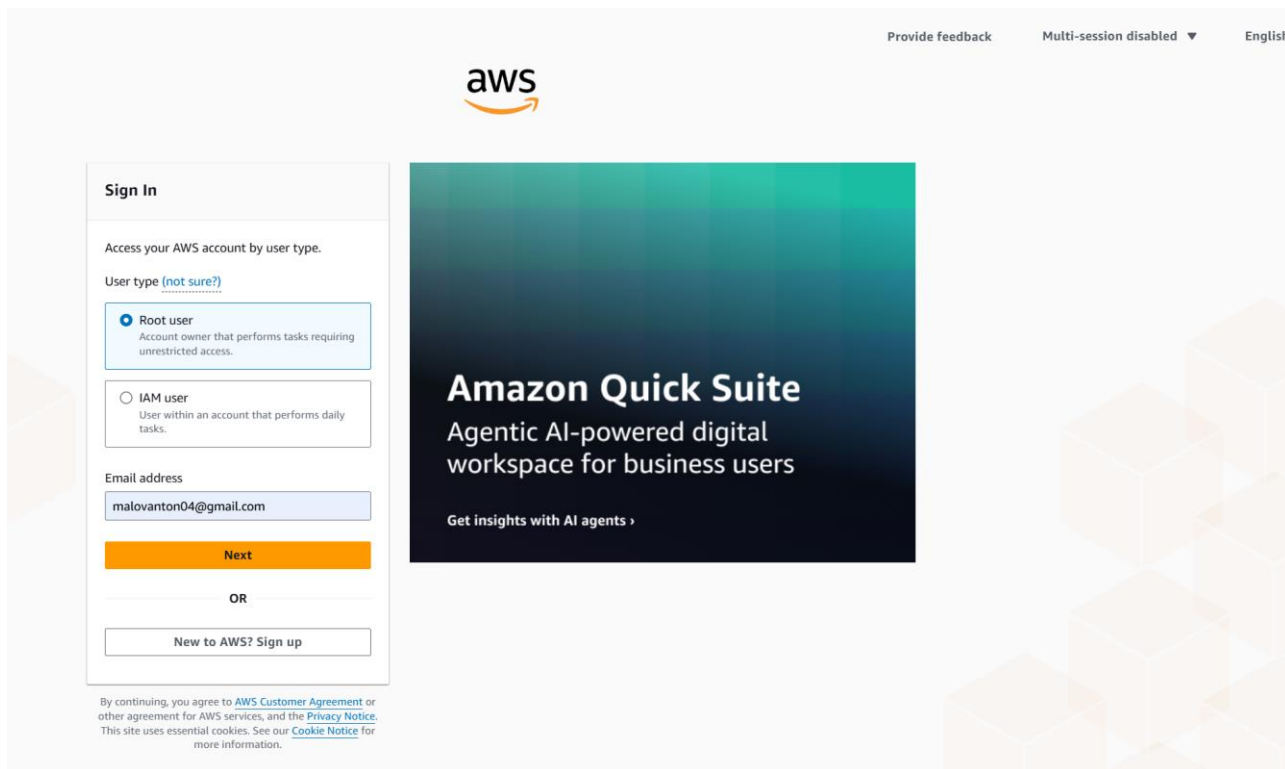 Provide feedback
Multi-session disabled ▼
aws
Sign In
Access your AWS account by user type.
User type (not sure?)
Root user
Account owner that performs tasks requiring
unrestricted access.
IAM user
User within an account that performs daily
tasks.
Email address
malovanton04@gmail.com
Next
OR
New to AWS? Sign up
By continuing, you agree to AWS Customer Agreement or
other agreement for AWS services, and the Privacy Notice.
This site uses essential cookies. See our Cookie Notice for
more information.
Amazon Quick Suite
Agentic AI-powered digital
workspace for business users
Get insights with AI agents ›